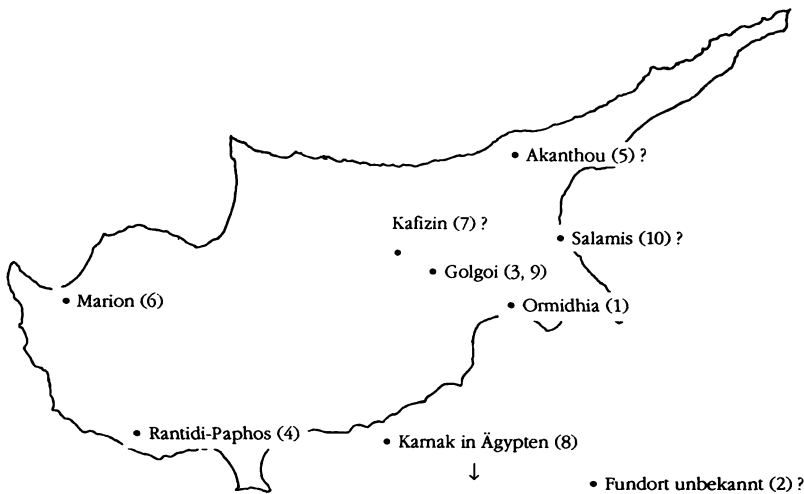 Akanthou (5) ?
Kafizin (7) ?
Salamis (10) ?
Golgoi (3, 9)
Marion (6)
Ormidhia (1)
Rantidi-Paphos (4)
Karnak in Ägypten (8)
↓
Fundort unbekannt (2) ?